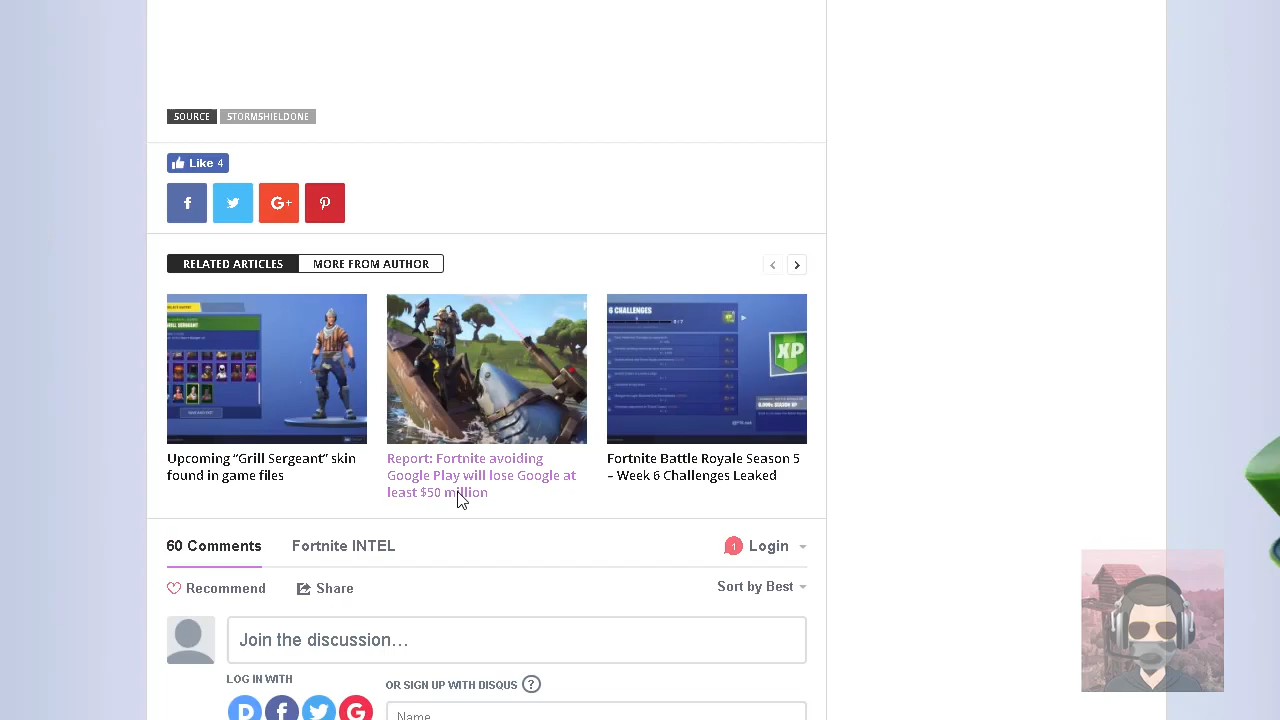 SOURCE STORMSHIELDONE
Like 4
G+
RELATED ARTICLES MORE FROM AUTHOR
6 CHALLENGES
XP
Upcoming “Grill Sergeant” skin
found in game files
Report: Fortnite avoiding
Google Play will lose Google at
least $50 million
Fortnite Battle Royale Season 5
– Week 6 Challenges Leaked
60 Comments Fortnite INTEL 1 Login
Recommend Share Sort by Best
Join the discussion...
LOG IN WITH
OR SIGN UP WITH DISQUS ?
Name